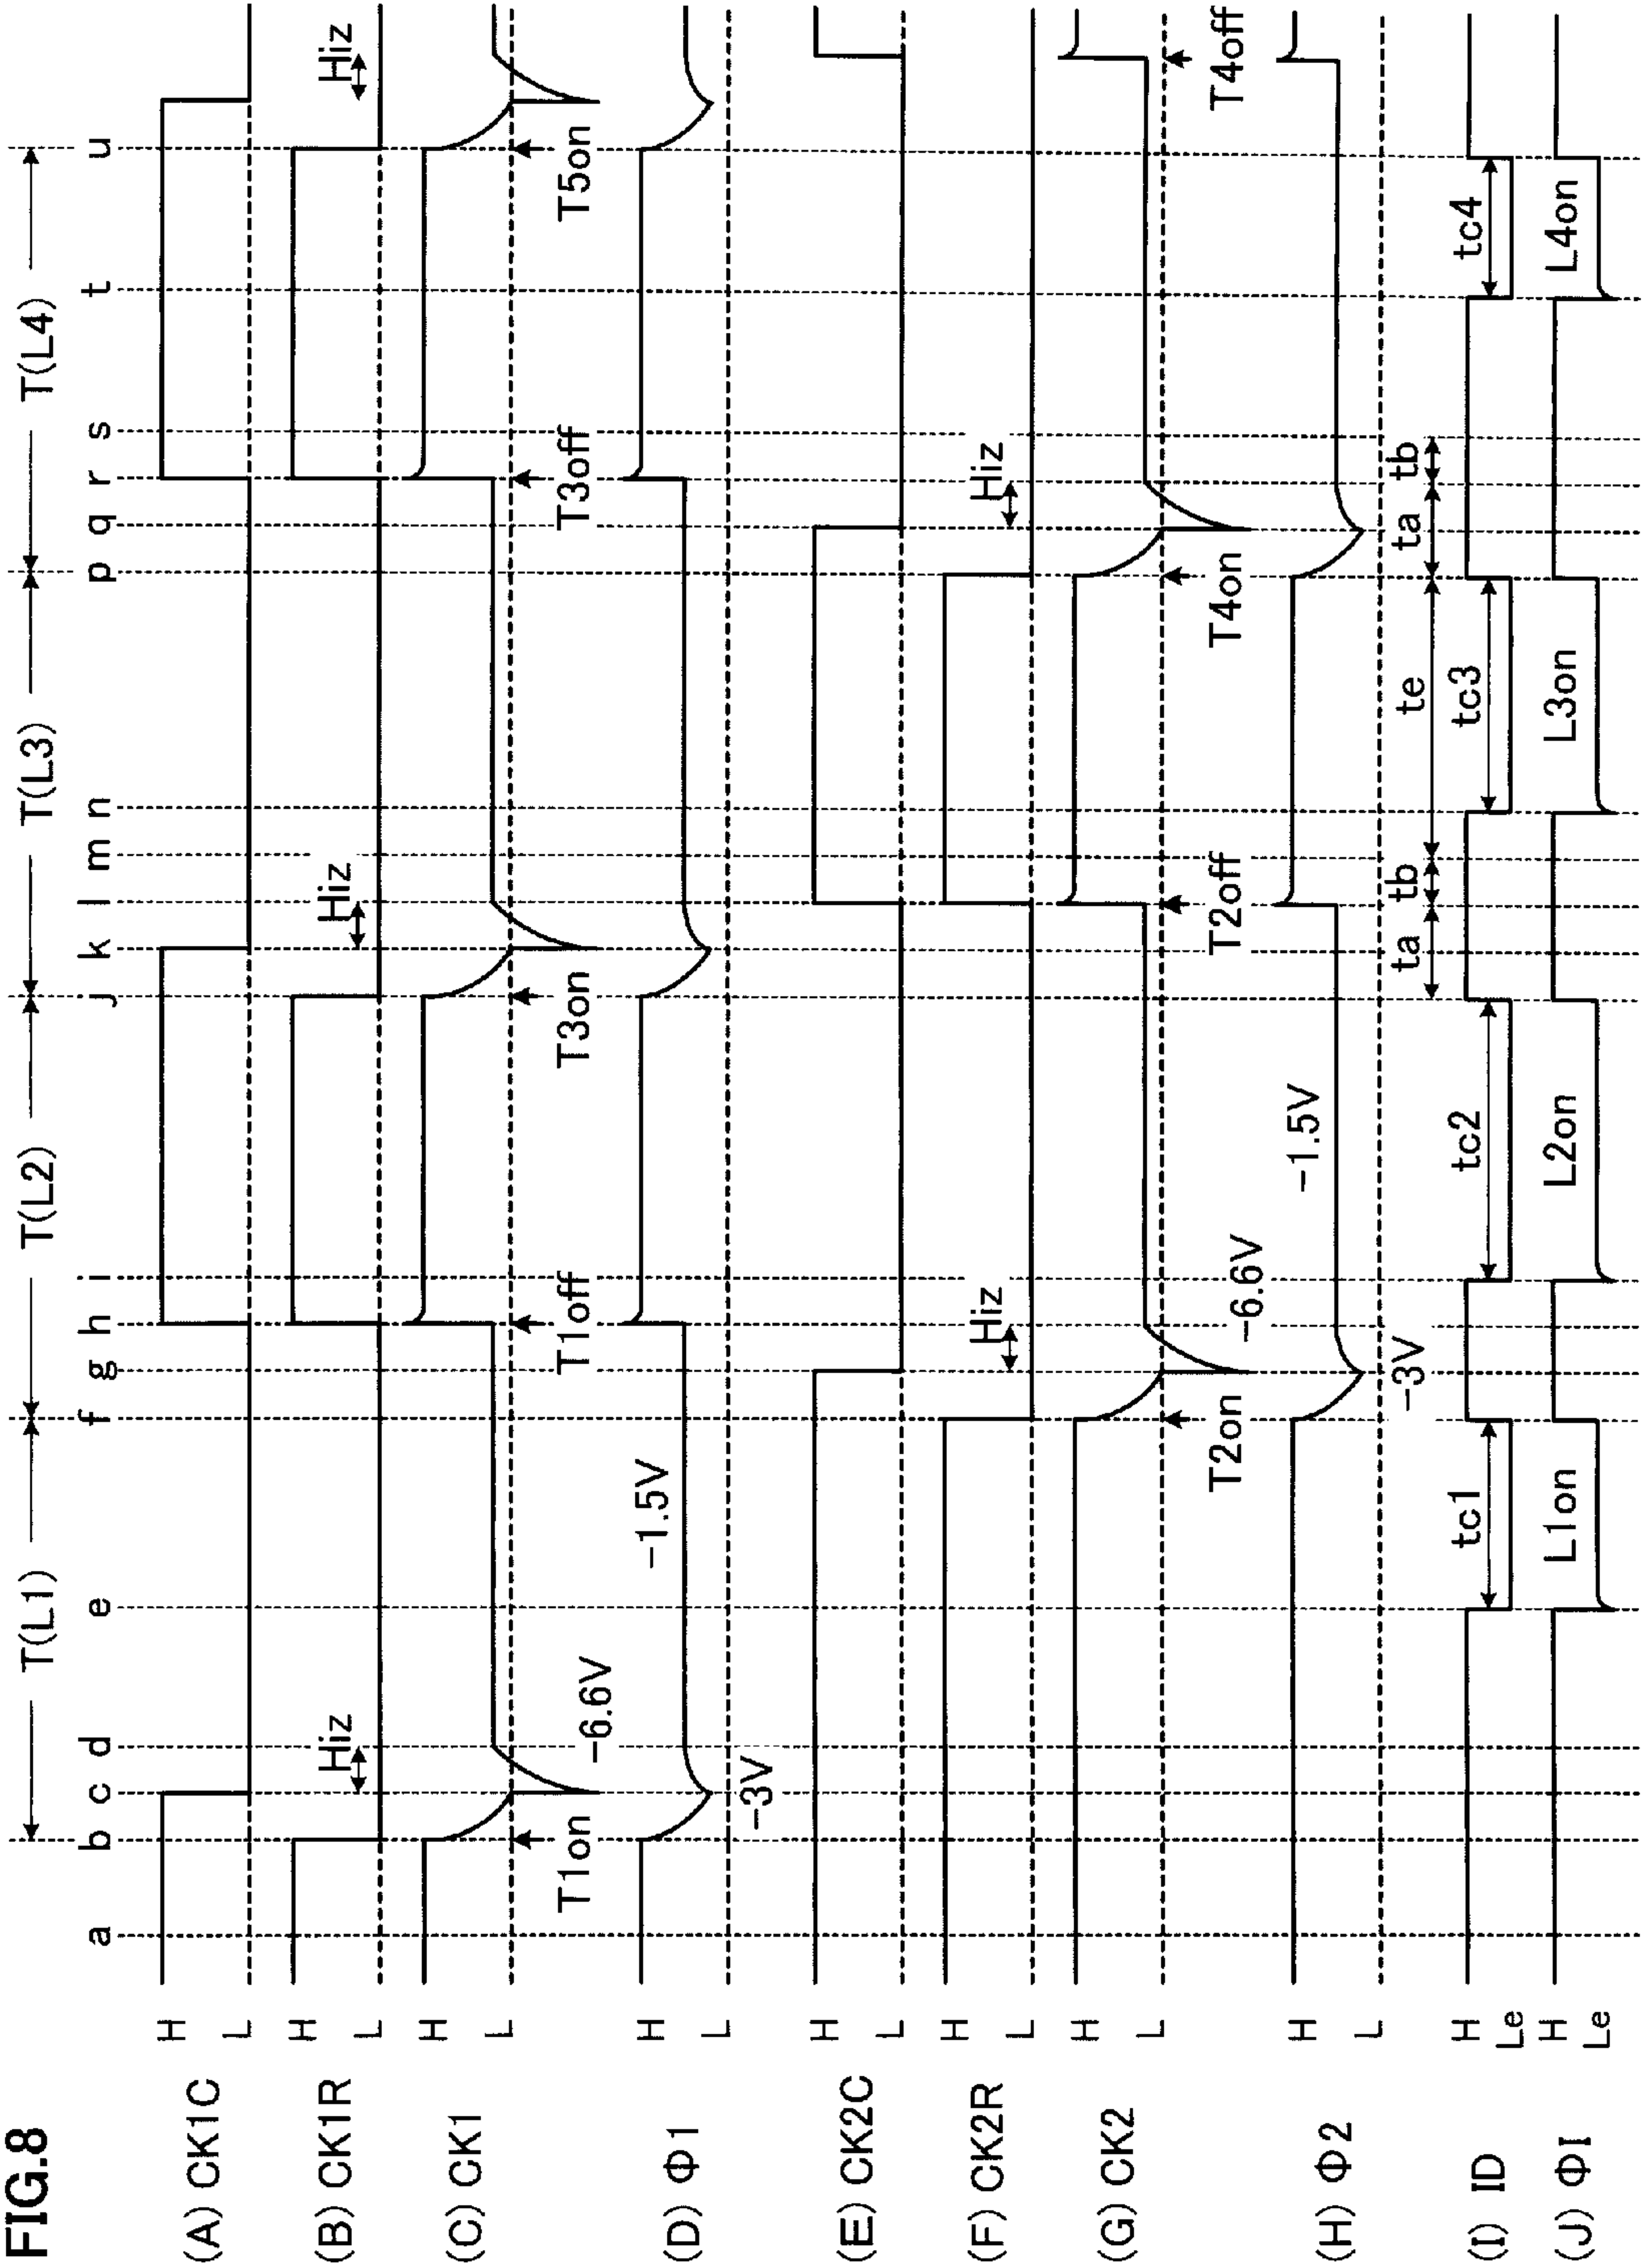 FIG.8
T(L1) T(L2) T(L3) T(L4)
a b c d e f g h i j k l m n p q r s t u
(A) CK1C H L
(B) CK1R H L
Hiz Hiz Hiz
(C) CK1 H L
T1on T1off T3on T3off T5on
-6.6V
(D) Φ1 H L
-1.5V
-3V
(E) CK2C H L
(F) CK2R H L
Hiz Hiz
(G) CK2 H L
T2on T2off T4on T4off
-6.6V
(H) Φ2 H L
-1.5V
-3V
ta tb te ta tb
(I) ID H Le
tc1 tc2 tc3 tc4
(J) ΦI H Le
L1on L2on L3on L4on